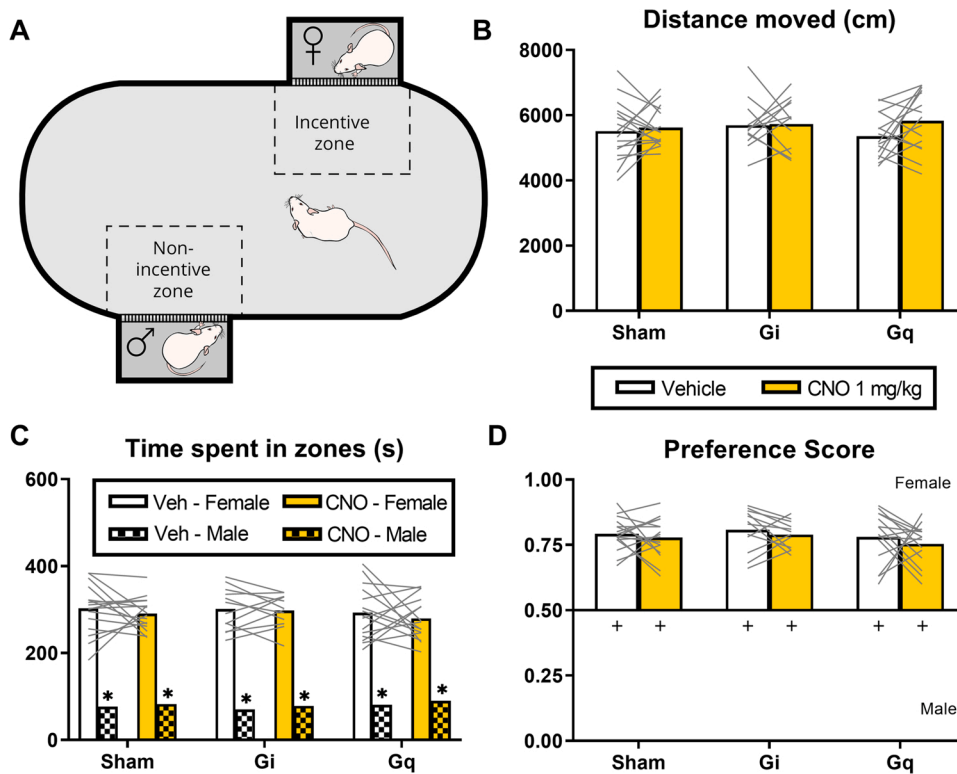 A
♀
Incentive
zone
Non-
incentive
zone
♂
B
Distance moved (cm)
8000
6000
4000
2000
0
Sham Gi Gq
Vehicle CNO 1 mg/kg
C
Time spent in zones (s)
600
400
200
0
Veh - Female CNO - Female
Veh - Male CNO - Male
* * * * * *
Sham Gi Gq
D
Preference Score
1.00
0.75
0.50
0.25
0.00
Female
+ + + + + +
Male
Sham Gi Gq